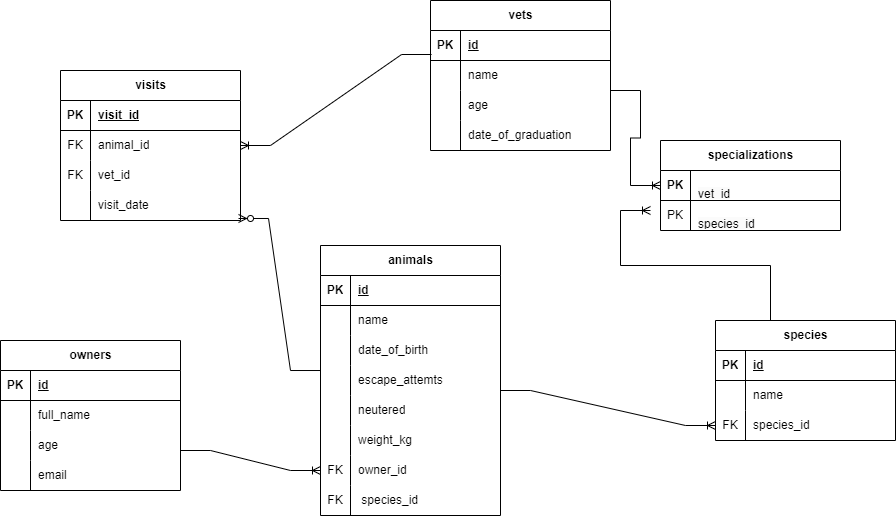 vets
PK id
name
age
date_of_graduation
visits
PK visit_id
FK animal_id
FK vet_id
visit_date
specializations
PK vet_id
PK species_id
animals
PK id
name
date_of_birth
escape_attemts
neutered
weight_kg
FK owner_id
FK species_id
owners
PK id
full_name
age
email
species
PK id
name
FK species_id